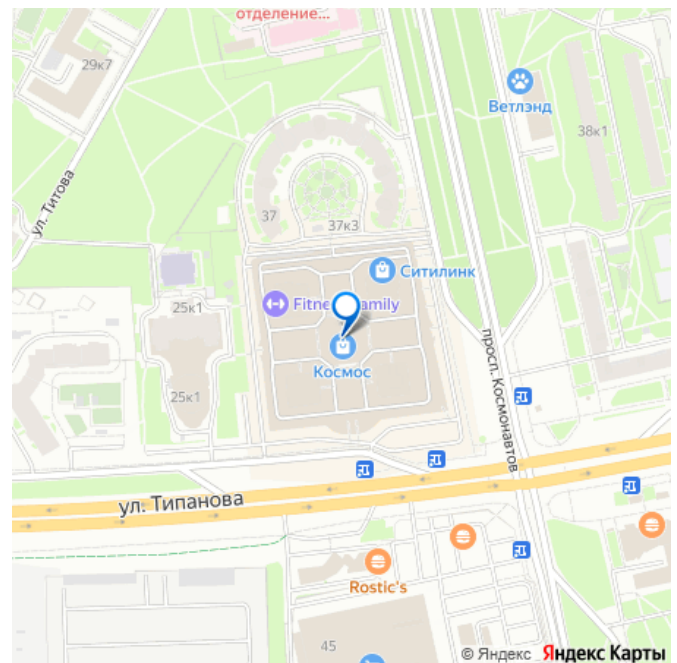 отделение...
29к7
Ветлэнд
38к1
ул. Титова
37
37к3
Ситилинк
25к1
Fitne family
Космос
просп. Космонавтов
25к1
ул. Типанова
Rostic's
45
© Яндекс Яндекс Карты